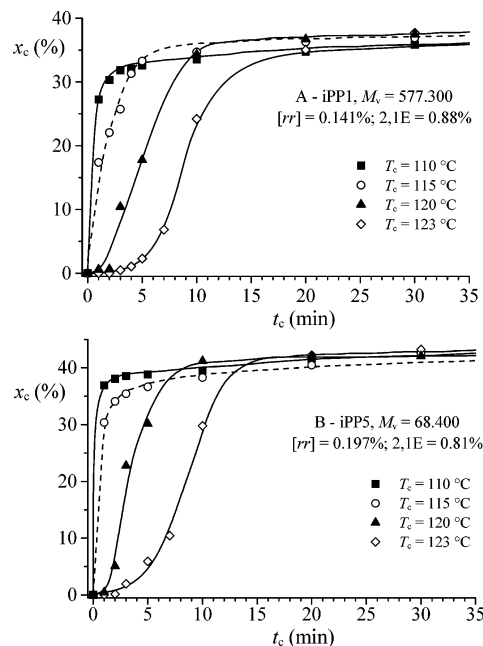 40
30
20
10
0
x_c (%)
A - iPP1, M_v = 577.300
[rr] = 0.141%; 2,1E = 0.88%
T_c = 110 °C
T_c = 115 °C
T_c = 120 °C
T_c = 123 °C
0 5 10 15 20 25 30 35
t_c (min)
x_c (%)
40
30
20
10
0
B - iPP5, M_v = 68.400
[rr] = 0.197%; 2,1E = 0.81%
T_c = 110 °C
T_c = 115 °C
T_c = 120 °C
T_c = 123 °C
0 5 10 15 20 25 30 35
t_c (min)